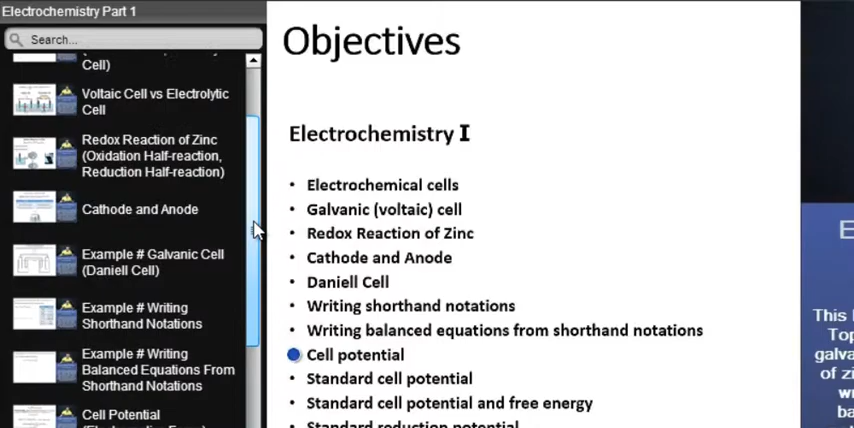 Electrochemistry Part 1
Search...
Cell)
Voltaic Cell vs Electrolytic
Cell
Redox Reaction of Zinc
(Oxidation Half-reaction,
Reduction Half-reaction)
Cathode and Anode
Example # Galvanic Cell
(Daniell Cell)
Example # Writing
Shorthand Notations
Example # Writing
Balanced Equations From
Shorthand Notations
Cell Potential
Objectives
Electrochemistry I
• Electrochemical cells
• Galvanic (voltaic) cell
• Redox Reaction of Zinc
• Cathode and Anode
• Daniell Cell
• Writing shorthand notations
• Writing balanced equations from shorthand notations
Cell potential
• Standard cell potential
• Standard cell potential and free energy
Standard reduction potential
E
This
Top
galva
of zi
w
ba